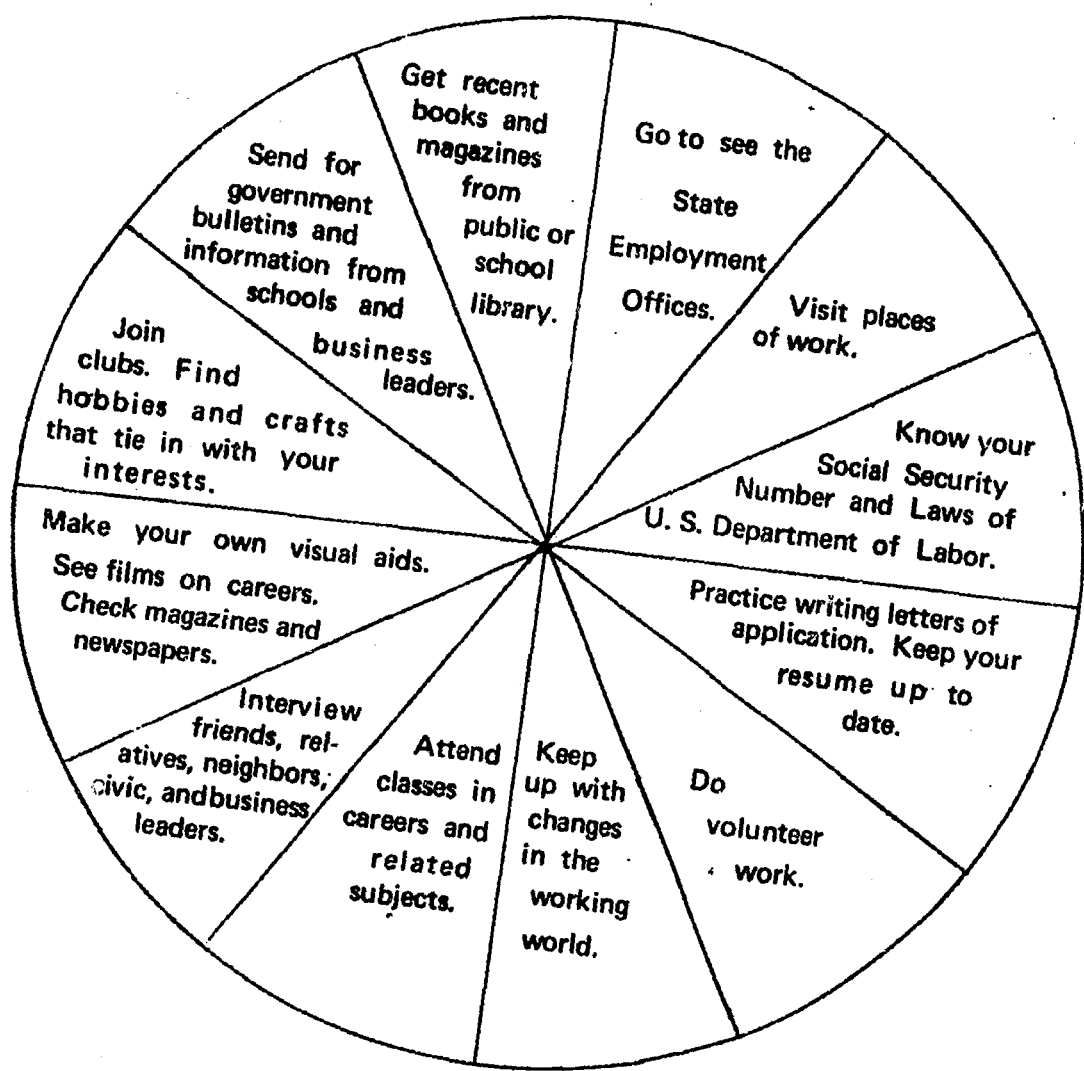 Get recent
books and
magazines
from
public or
school
library.
Go to see the
State
Employment
Offices.
Visit places
of work.
Know your
Social Security
Number and Laws of
U. S. Department of Labor.
Practice writing letters of
application. Keep your
resume up to
date.
Do
volunteer
work.
Keep
up with
changes
in the
working
world.
Attend
classes in
careers and
related
subjects.
Interview
friends, rel-
atives, neighbors,
civic, and business
leaders.
Make your own visual aids.
See films on careers.
Check magazines and
newspapers.
Join
clubs. Find
hobbies and crafts
that tie in with your
interests.
Send for
government
bulletins and
information from
schools and
business
leaders.